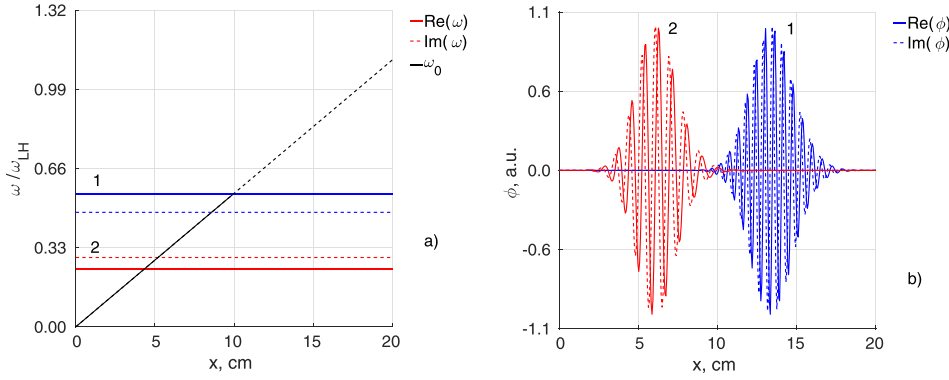 1.32
0.99
0.66
0.33
0.00
ω / ω_LH
0 5 10 15 20
x, cm
1
2
a)
Re(ω)
Im( ω)
ω_0
1.1
0.6
0.0
-0.6
-1.1
ϕ, a.u.
0 5 10 15 20
x, cm
2 1
b)
Re(ϕ)
Im( ϕ)